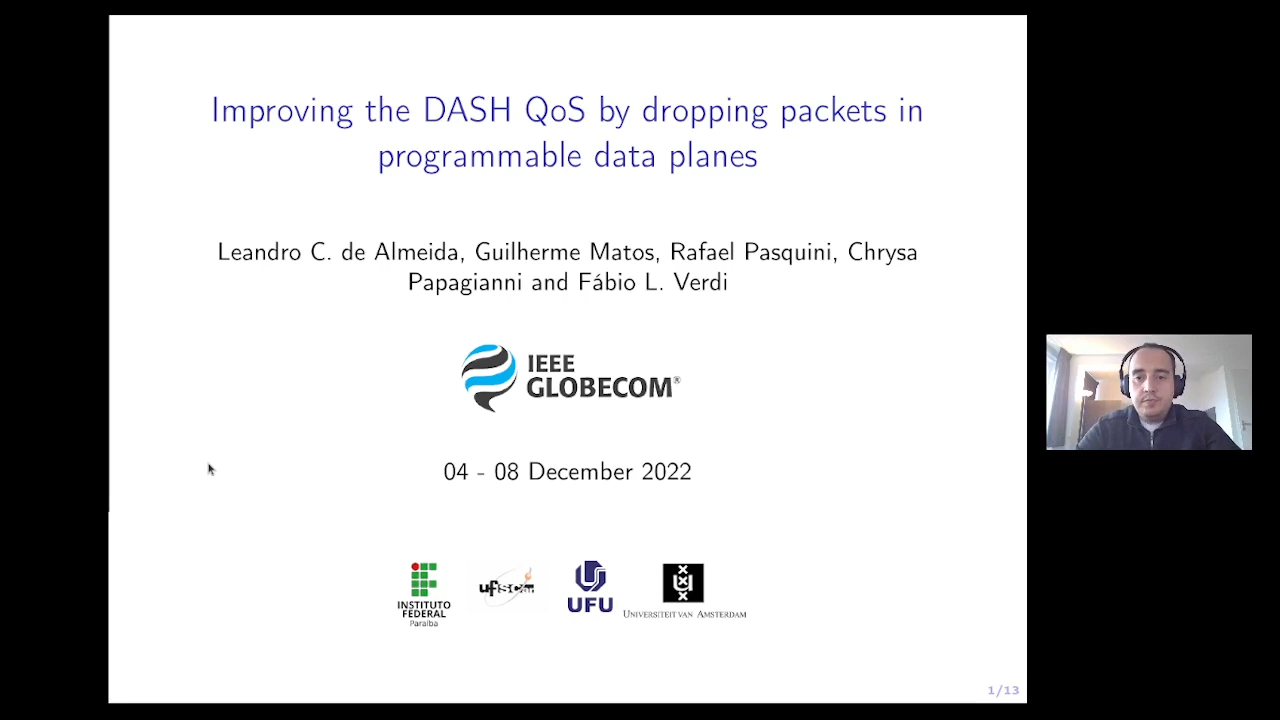 Improving the DASH QoS by dropping packets in
programmable data planes
Leandro C. de Almeida, Guilherme Matos, Rafael Pasquini, Chrysa
Papagianni and Fábio L. Verdi
IEEE
GLOBECOM®
04 - 08 December 2022
INSTITUTO
FEDERAL
Paraíba
ufscar
UFU
UNIVERSITEIT VAN AMSTERDAM
1/13